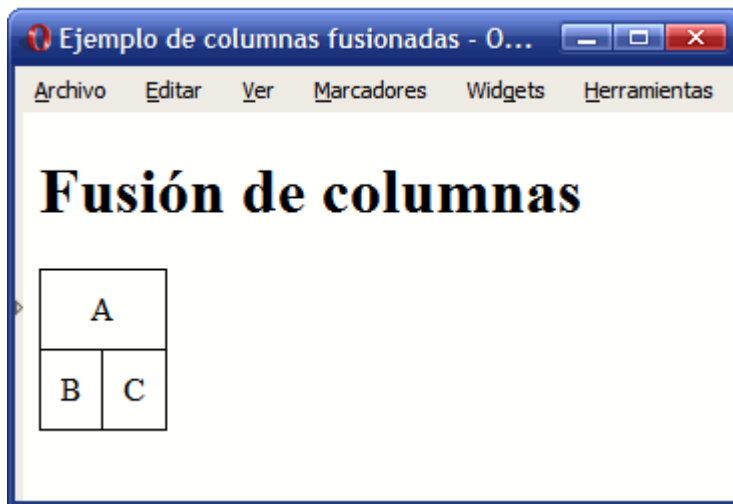 Ejemplo de columnas fusionadas - O...
Archivo Editar Ver Marcadores Widgets Herramientas
Fusión de columnas
A
B C